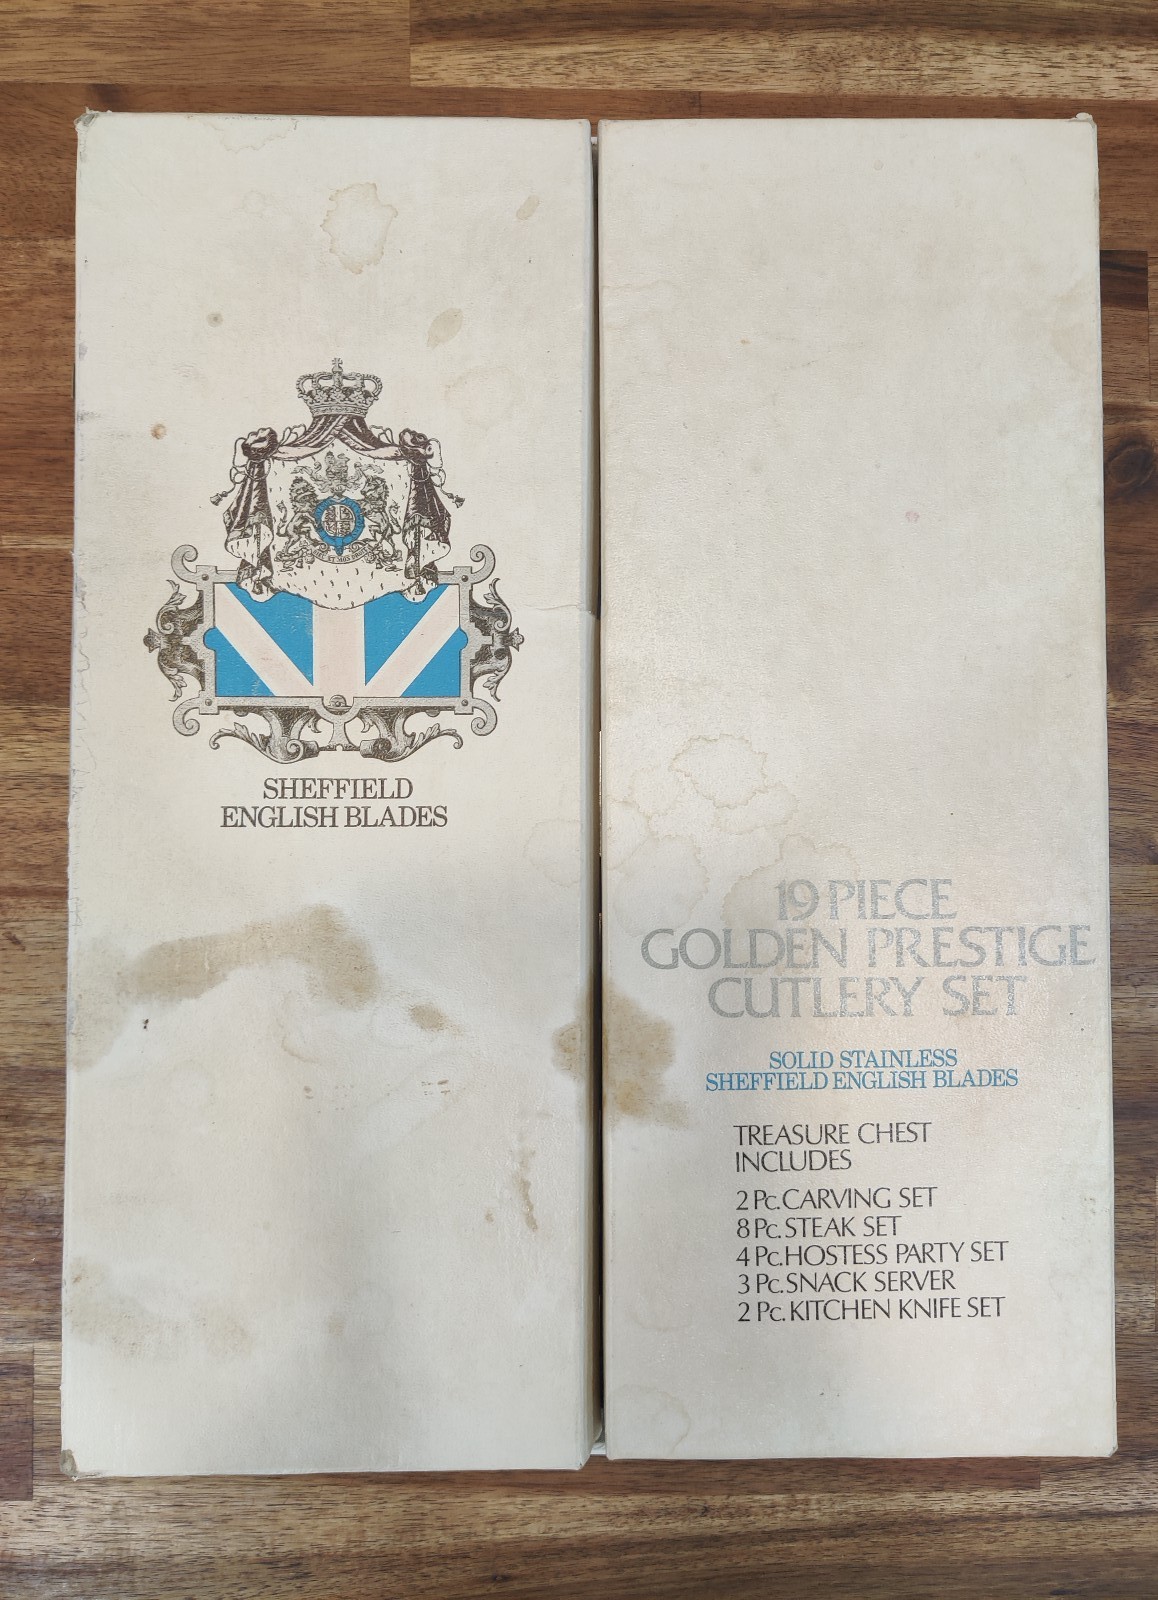 SHEFFIELD
ENGLISH BLADES
19 PIECE
GOLDEN PRESTIGE
CUTLERY SET
SOLID STAINLESS
SHEFFIELD ENGLISH BLADES
TREASURE CHEST
INCLUDES
2 Pc. CARVING SET
8 Pc. STEAK SET
4 Pc. HOSTESS PARTY SET
3 Pc. SNACK SERVER
2 Pc. KITCHEN KNIFE SET